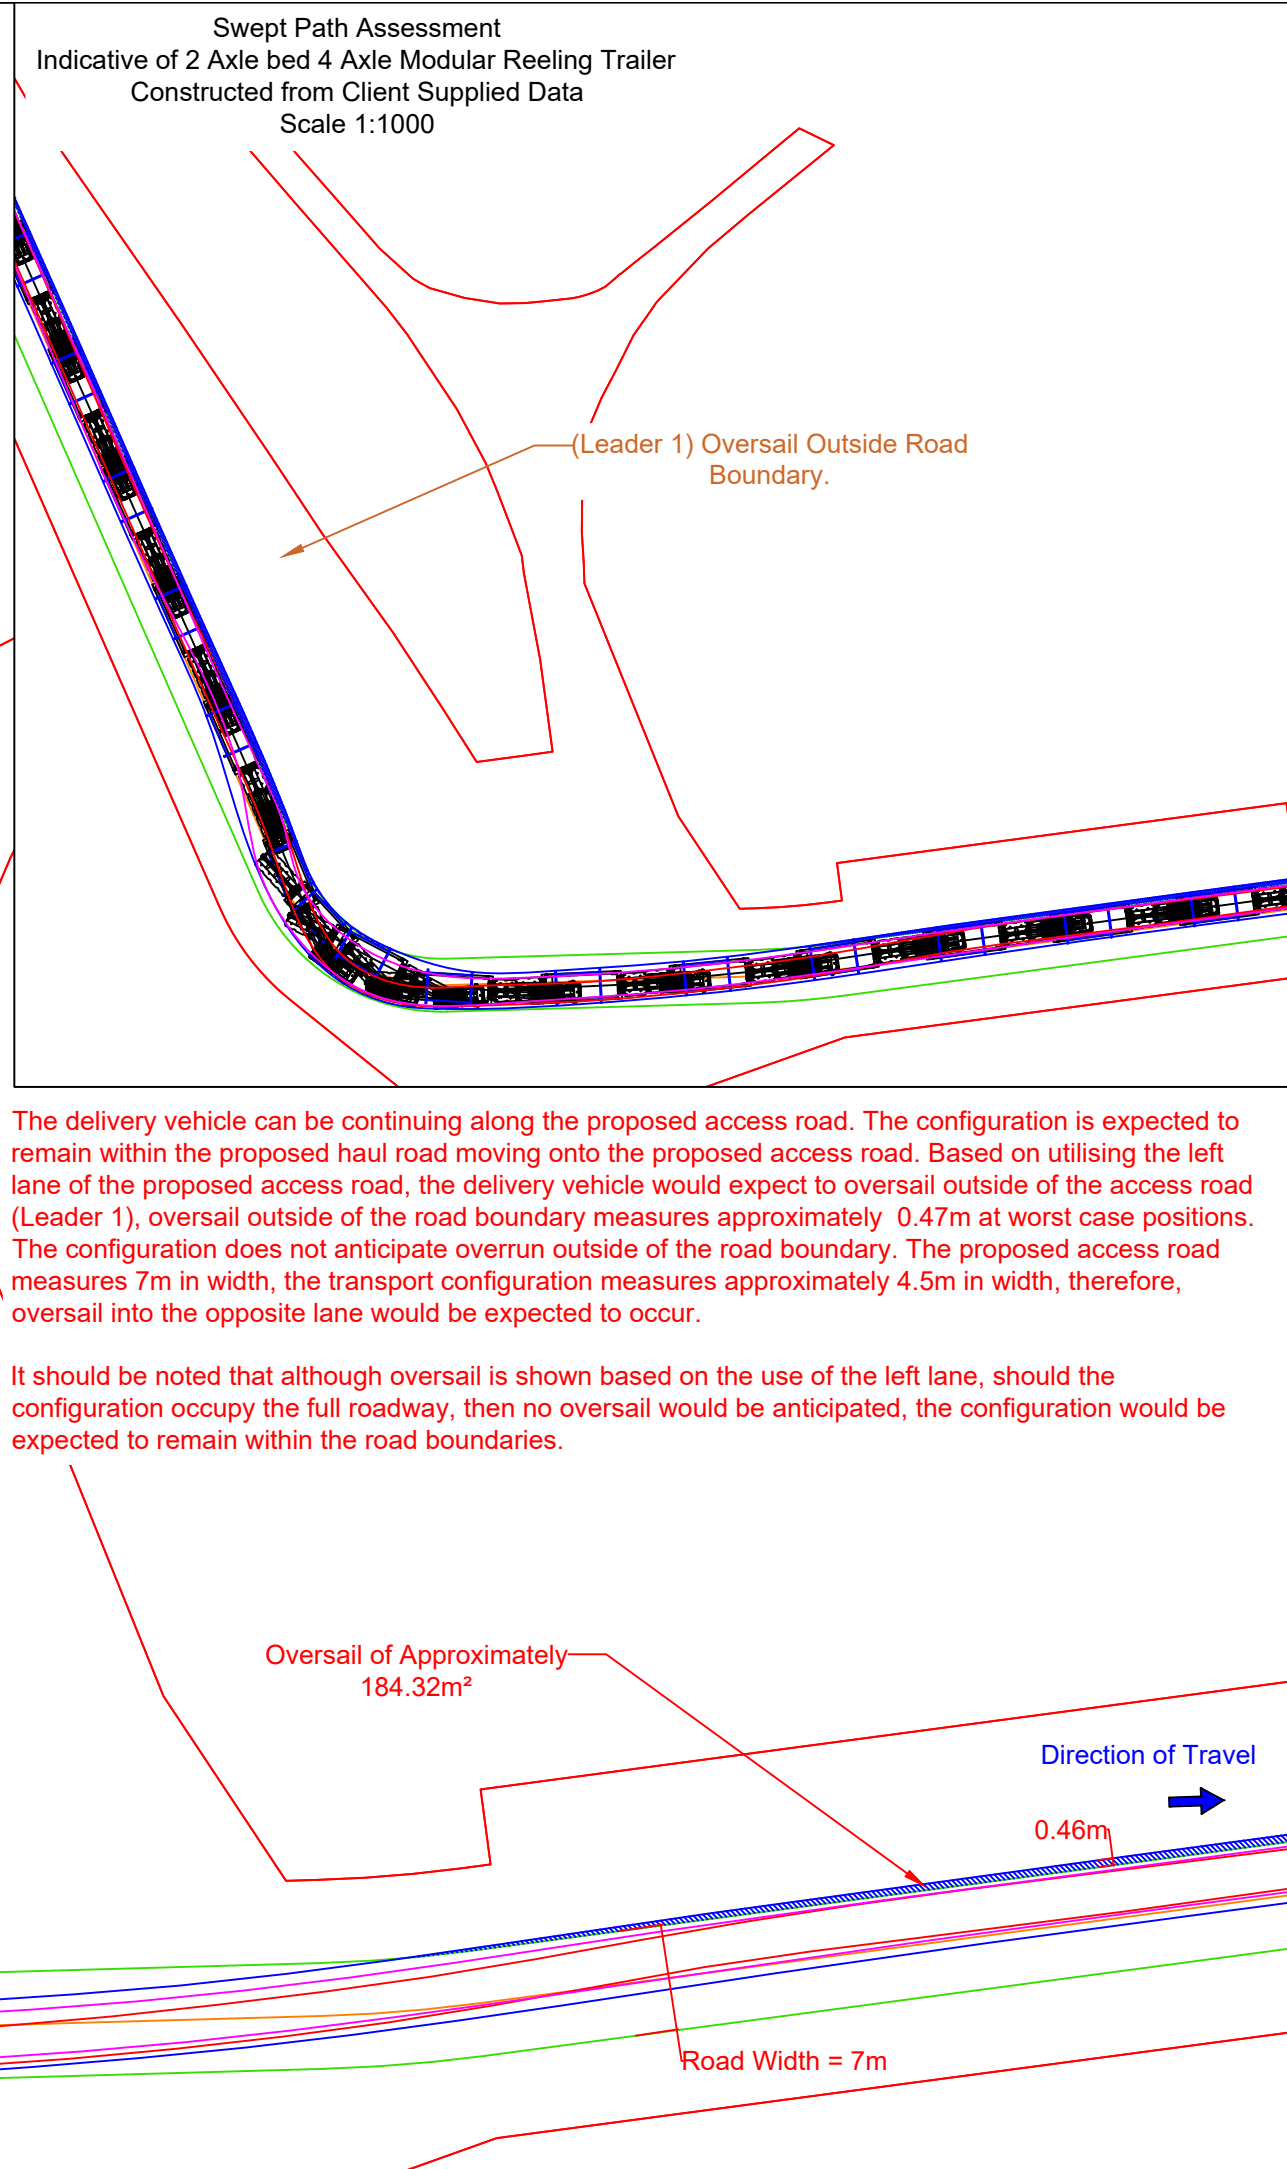 Swept Path Assessment
Indicative of 2 Axle bed 4 Axle Modular Reeling Trailer
Constructed from Client Supplied Data
Scale 1:1000
(Leader 1) Oversail Outside Road
Boundary.
The delivery vehicle can be continuing along the proposed access road. The configuration is expected to
remain within the proposed haul road moving onto the proposed access road. Based on utilising the left
lane of the proposed access road, the delivery vehicle would expect to oversail outside of the access road
(Leader 1), oversail outside of the road boundary measures approximately 0.47m at worst case positions.
The configuration does not anticipate overrun outside of the road boundary. The proposed access road
measures 7m in width, the transport configuration measures approximately 4.5m in width, therefore,
oversail into the opposite lane would be expected to occur.
It should be noted that although oversail is shown based on the use of the left lane, should the
configuration occupy the full roadway, then no oversail would be anticipated, the configuration would be
expected to remain within the road boundaries.
Oversail of Approximately
184.32m²
Direction of Travel
0.46m
Road Width = 7m